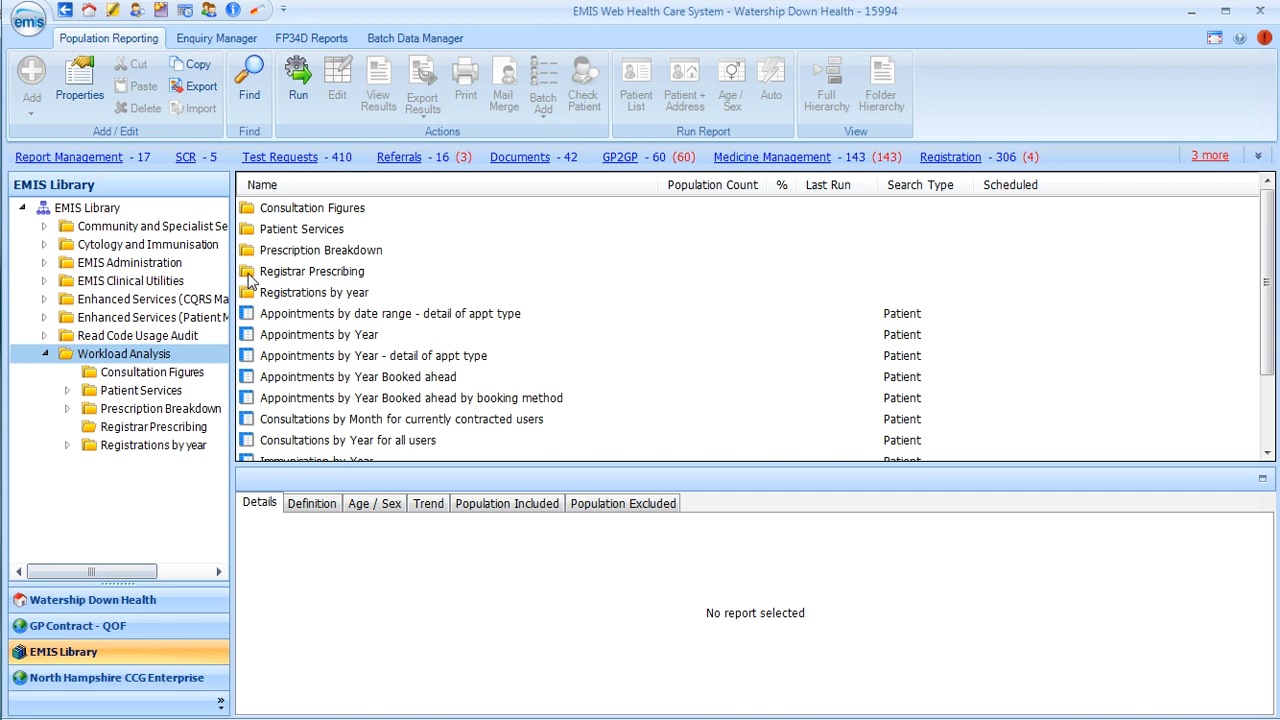 EMIS Web Health Care System - Watership Down Health - 15994
emis
Population Reporting Enquiry Manager FP34D Reports Batch Data Manager
Add
Properties
Cut
Paste
Delete
Copy
Export
Import
Find
Run
Edit
View Results
Export Results
Print
Mail Merge
Batch Add
Check Patient
Patient List
Patient + Address
Age / Sex
Auto
Full Hierarchy
Folder Hierarchy
Add / Edit Find Actions Run Report View
Report Management - 17 SCR - 5 Test Requests - 410 Referrals - 16 (3) Documents - 42 GP2GP - 60 (60) Medicine Management - 143 (143) Registration - 306 (4) 3 more
EMIS Library
EMIS Library
Community and Specialist Se
Cytology and Immunisation
EMIS Administration
EMIS Clinical Utilities
Enhanced Services (CQRS Ma
Enhanced Services (Patient M
Read Code Usage Audit
Workload Analysis
Consultation Figures
Patient Services
Prescription Breakdown
Registrar Prescribing
Registrations by year
Watership Down Health
GP Contract - QOF
EMIS Library
North Hampshire CCG Enterprise
Name Population Count % Last Run Search Type Scheduled
Consultation Figures
Patient Services
Prescription Breakdown
Registrar Prescribing
Registrations by year
Appointments by date range - detail of appt type Patient
Appointments by Year Patient
Appointments by Year - detail of appt type Patient
Appointments by Year Booked ahead Patient
Appointments by Year Booked ahead by booking method Patient
Consultations by Month for currently contracted users Patient
Consultations by Year for all users Patient
Immunisation by Year Patient
Details Definition Age / Sex Trend Population Included Population Excluded
No report selected